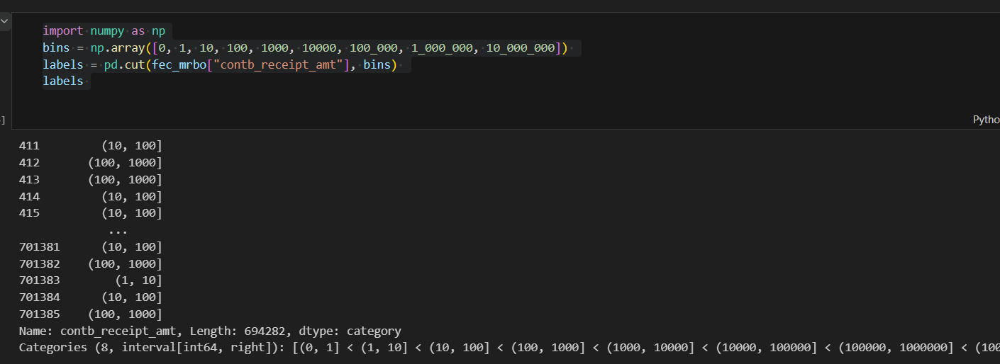 import numpy as np
bins = np.array([0, 1, 10, 100, 1000, 10000, 100_000, 1_000_000, 10_000_000])
labels = pd.cut(fec_mrbo["contb_receipt_amt"], bins)
labels
]
Pytho
411 (10, 100]
412 (100, 1000]
413 (100, 1000]
414 (10, 100]
415 (10, 100]
...
701381 (10, 100]
701382 (100, 1000]
701383 (1, 10]
701384 (10, 100]
701385 (100, 1000]
Name: contb_receipt_amt, Length: 694282, dtype: category
Categories (8, interval[int64, right]): [(0, 1] < (1, 10] < (10, 100] < (100, 1000] < (1000, 10000] < (10000, 100000] < (100000, 1000000] < (100